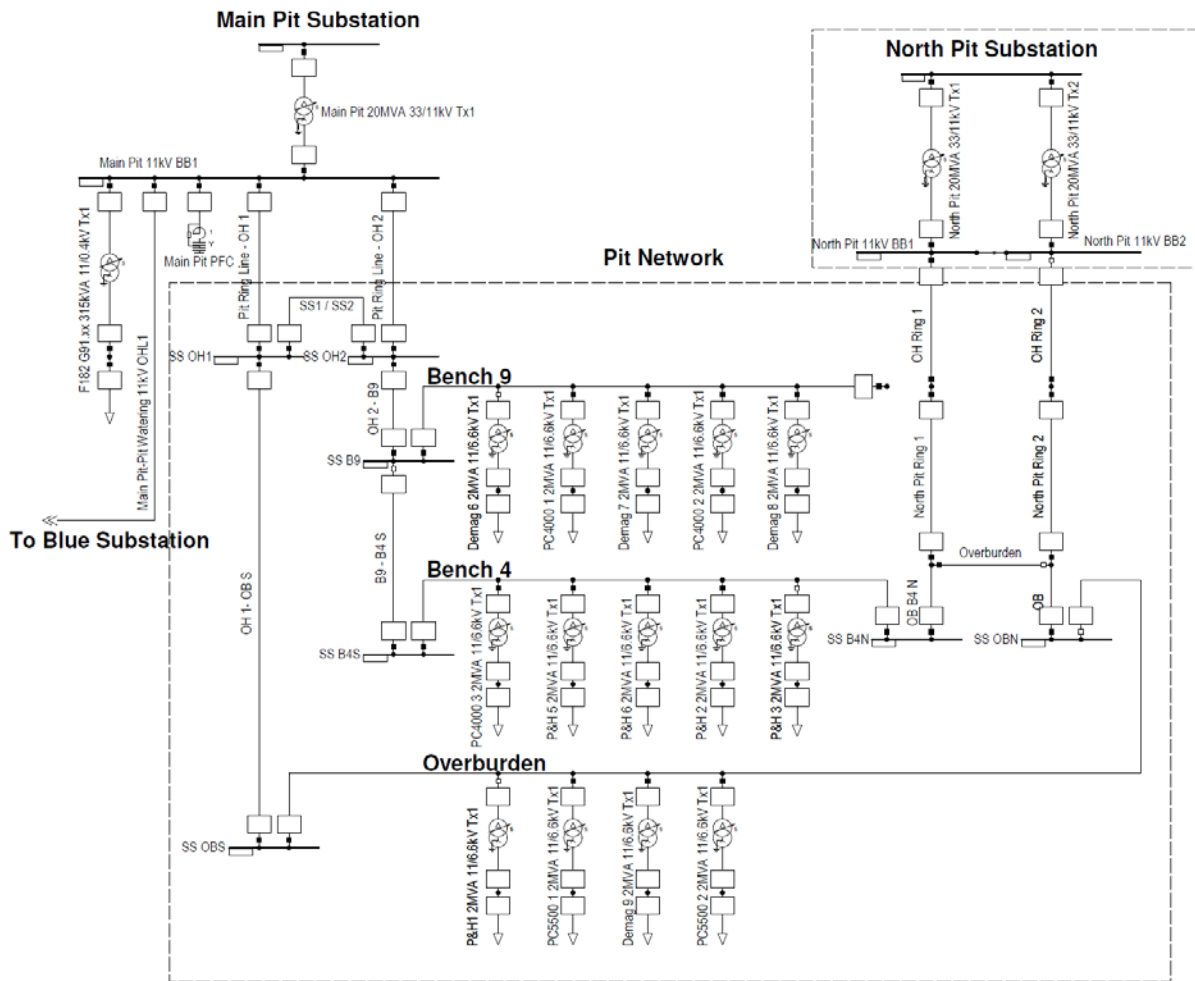 Main Pit Substation
North Pit Substation
Main Pit 20MVA 33/11kV Tx1
North Pit 20MVA 33/11kV Tx1
North Pit 20MVA 33/11kV Tx2
Main Pit 11kV BB1
F182 G91.xx 315kVA 11/0.4kV Tx1
Main Pit-Pit Watering 11kV OHL1
Main Pit PFC
Pit Ring Line - OH 1
Pit Ring Line - OH 2
North Pit 11kV BB1
North Pit 11kV BB2
Pit Network
SS1 / SS2
SS OH1
SS OH2
OH Ring 1
OH Ring 2
Bench 9
OH 2 - B9
Demag 6 2MVA 11/6.6kV Tx1
PC4000 1 2MVA 11/6.6kV Tx1
Demag 7 2MVA 11/6.6kV Tx1
PC4000 2 2MVA 11/6.6kV Tx1
Demag 8 2MVA 11/6.6kV Tx1
SS B9
North Pit Ring 1
North Pit Ring 2
To Blue Substation
OH 1- OB S
B9 - B4 S
Overburden
Bench 4
PC4000 3 2MVA 11/6.6kV Tx1
P&H 5 2MVA 11/6.6kV Tx1
P&H 6 2MVA 11/6.6kV Tx1
P&H 2 2MVA 11/6.6kV Tx1
P&H 3 2MVA 11/6.6kV Tx1
OB B4 N
OB
SS B4S
SS B4N
SS OBN
Overburden
P&H1 2MVA 11/6.6kV Tx1
PC5500 1 2MVA 11/6.6kV Tx1
Demag 9 2MVA 11/6.6kV Tx1
PC5500 2 2MVA 11/6.6kV Tx1
SS OBS